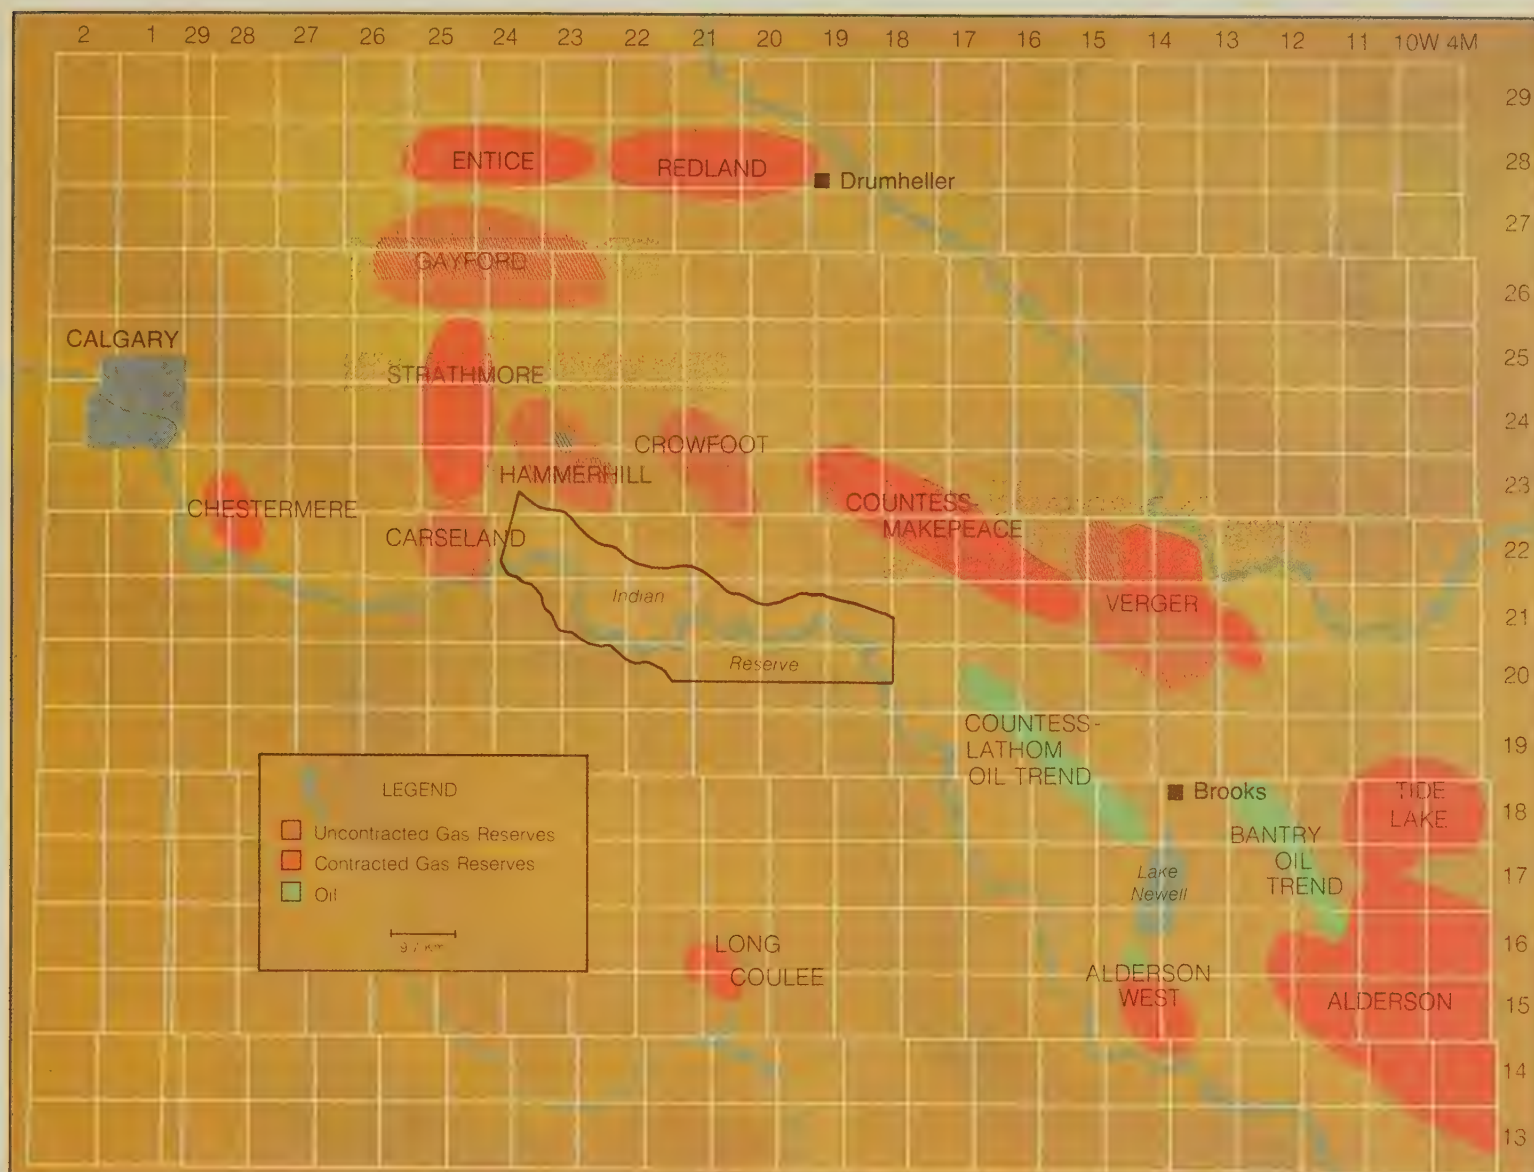 2 1 29 28 27 26 25 24 23 22 21 20 19 18 17 16 15 14 13 12 11 10W 4M
29
28
27
26
25
24
23
22
21
20
19
18
17
16
15
14
13
ENTICE
REDLAND
Drumheller
GAYFORD
CALGARY
STRATHMORE
CROWFOOT
HAMMERHILL
CHESTERMERE
COUNTESS-
MAKEPEACE
CARSELAND
Indian
Reserve
VERGER
COUNTESS-
LATHOM
OIL TREND
Brooks
TIDE
LAKE
BANTRY
OIL
TREND
Lake
Newell
LEGEND
Uncontracted Gas Reserves
Contracted Gas Reserves
Oil
km
LONG
COULEE
ALDERSON
WEST
ALDERSON